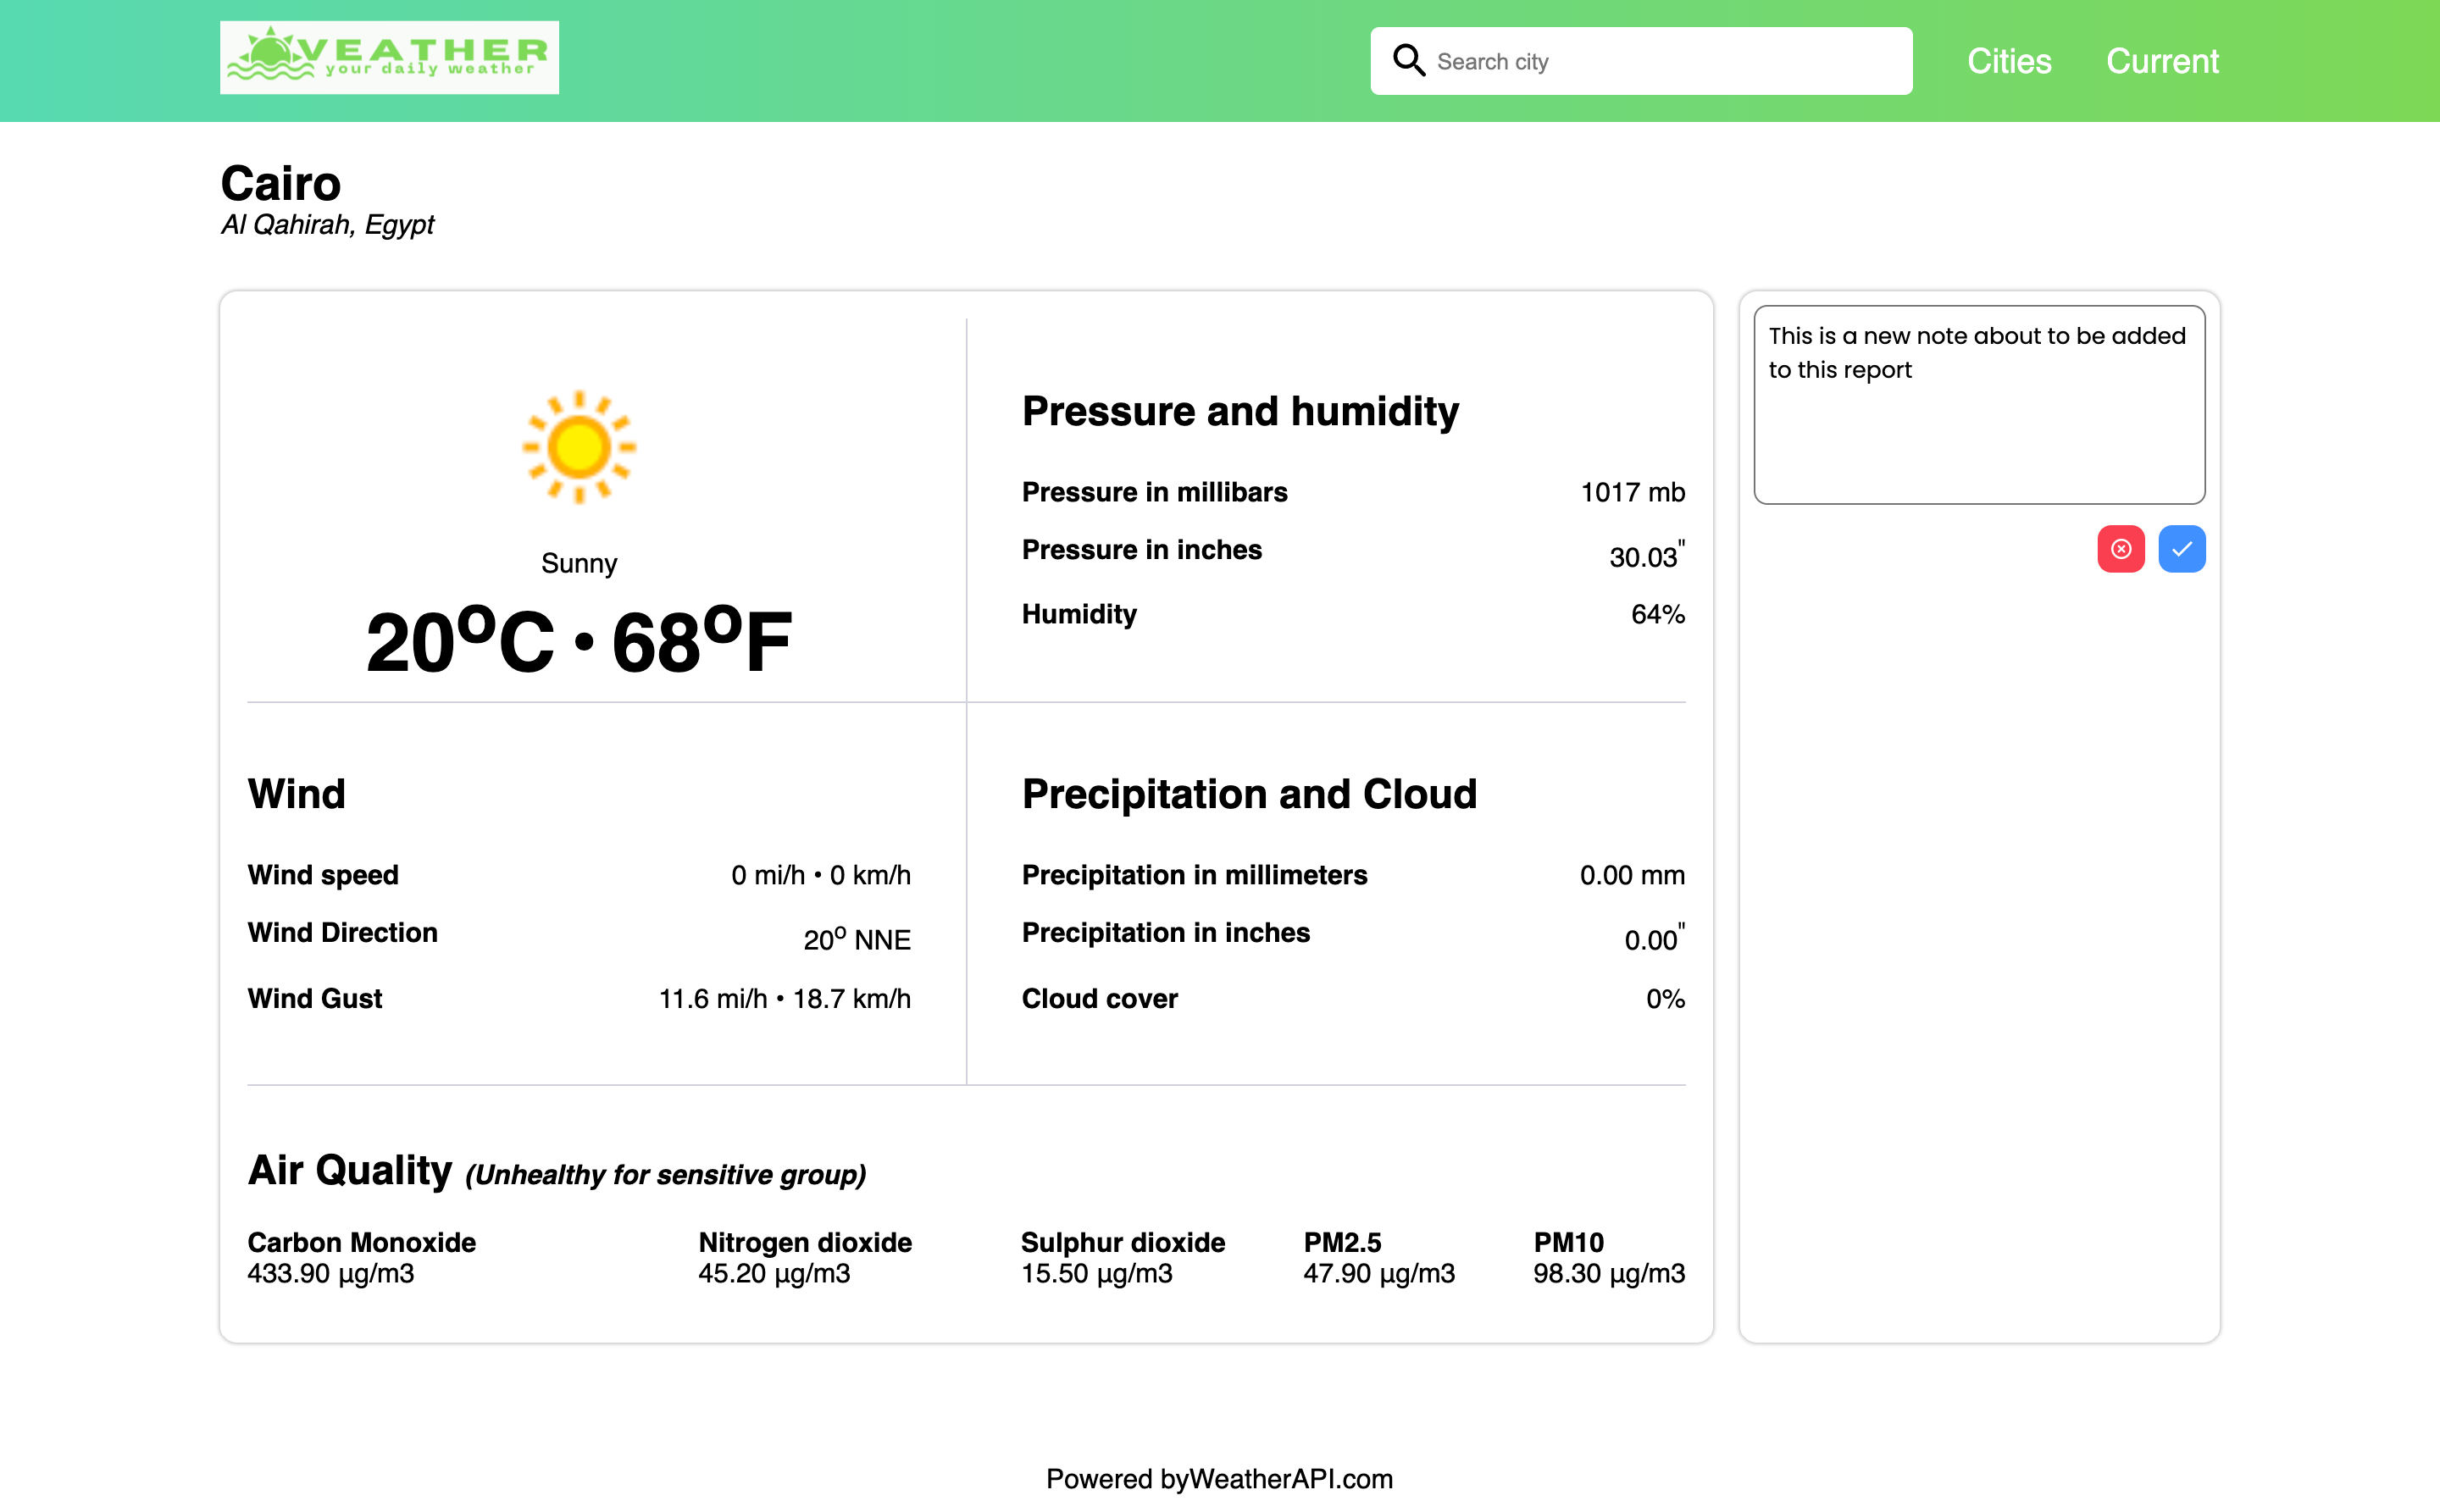 VEATHER
your daily weather
Search city
Cities
Current
Cairo
Al Qahirah, Egypt
Sunny
20ºC • 68ºF
Pressure and humidity
Pressure in millibars 1017 mb
Pressure in inches 30.03"
Humidity 64%
This is a new note about to be added
to this report
Wind
Wind speed 0 mi/h • 0 km/h
Wind Direction 20º NNE
Wind Gust 11.6 mi/h • 18.7 km/h
Precipitation and Cloud
Precipitation in millimeters 0.00 mm
Precipitation in inches 0.00"
Cloud cover 0%
Air Quality (Unhealthy for sensitive group)
Carbon Monoxide Nitrogen dioxide Sulphur dioxide PM2.5 PM10
433.90 μg/m3 45.20 μg/m3 15.50 μg/m3 47.90 μg/m3 98.30 μg/m3
Powered byWeatherAPI.com